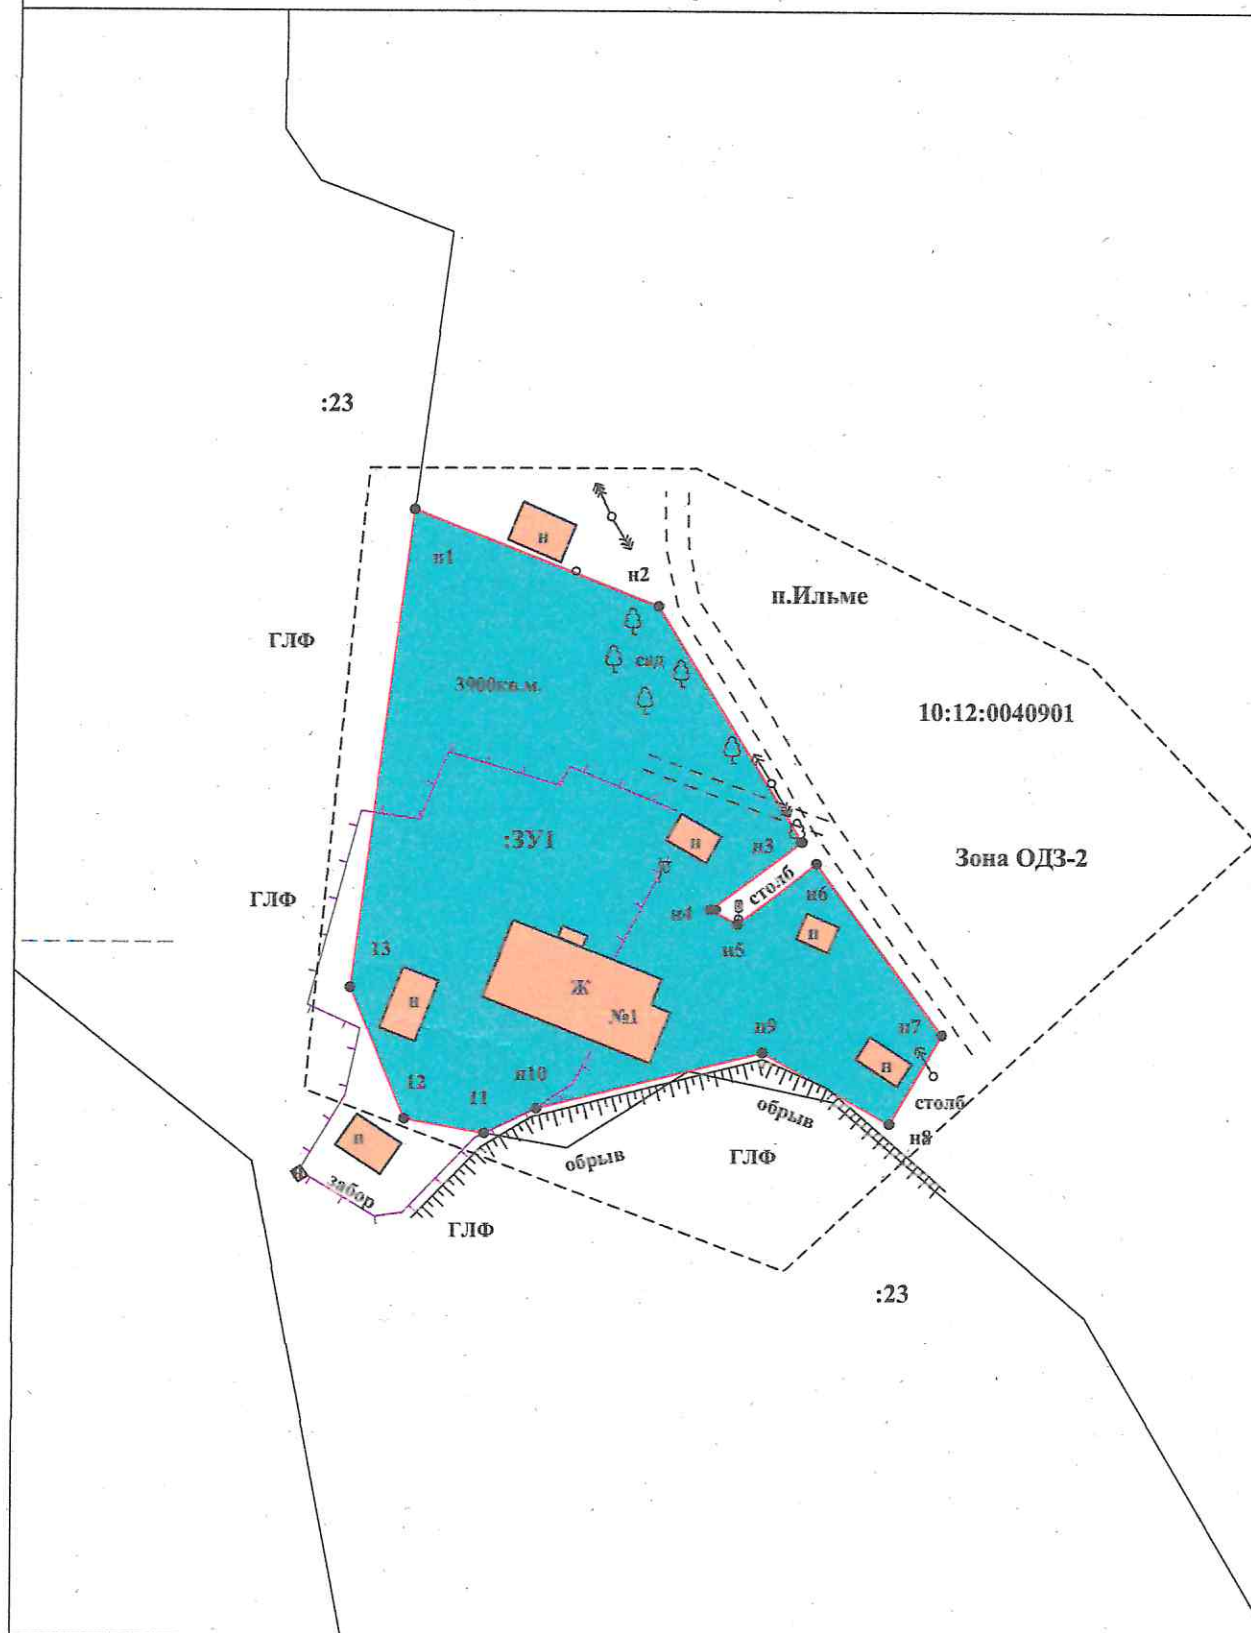 :23
н
н1
н2
п.Ильме
ГЛФ
сад
3900кв.м.
10:12:0040901
:ЗУ1
н
н3
Зона ОДЗ-2
столб
н6
ГЛФ
н4
н5
н
13
н
Ж
№1
н7
н9
н
н10
12
11
столб
обрыв
н8
н
обрыв
ГЛФ
забор
ГЛФ
:23